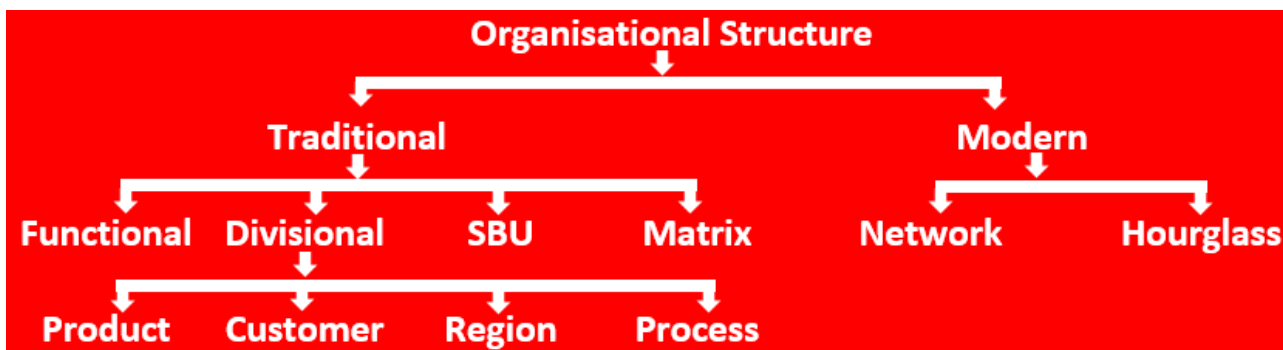 Organisational Structure
Traditional Modern
Functional Divisional SBU Matrix Network Hourglass
Product Customer Region Process